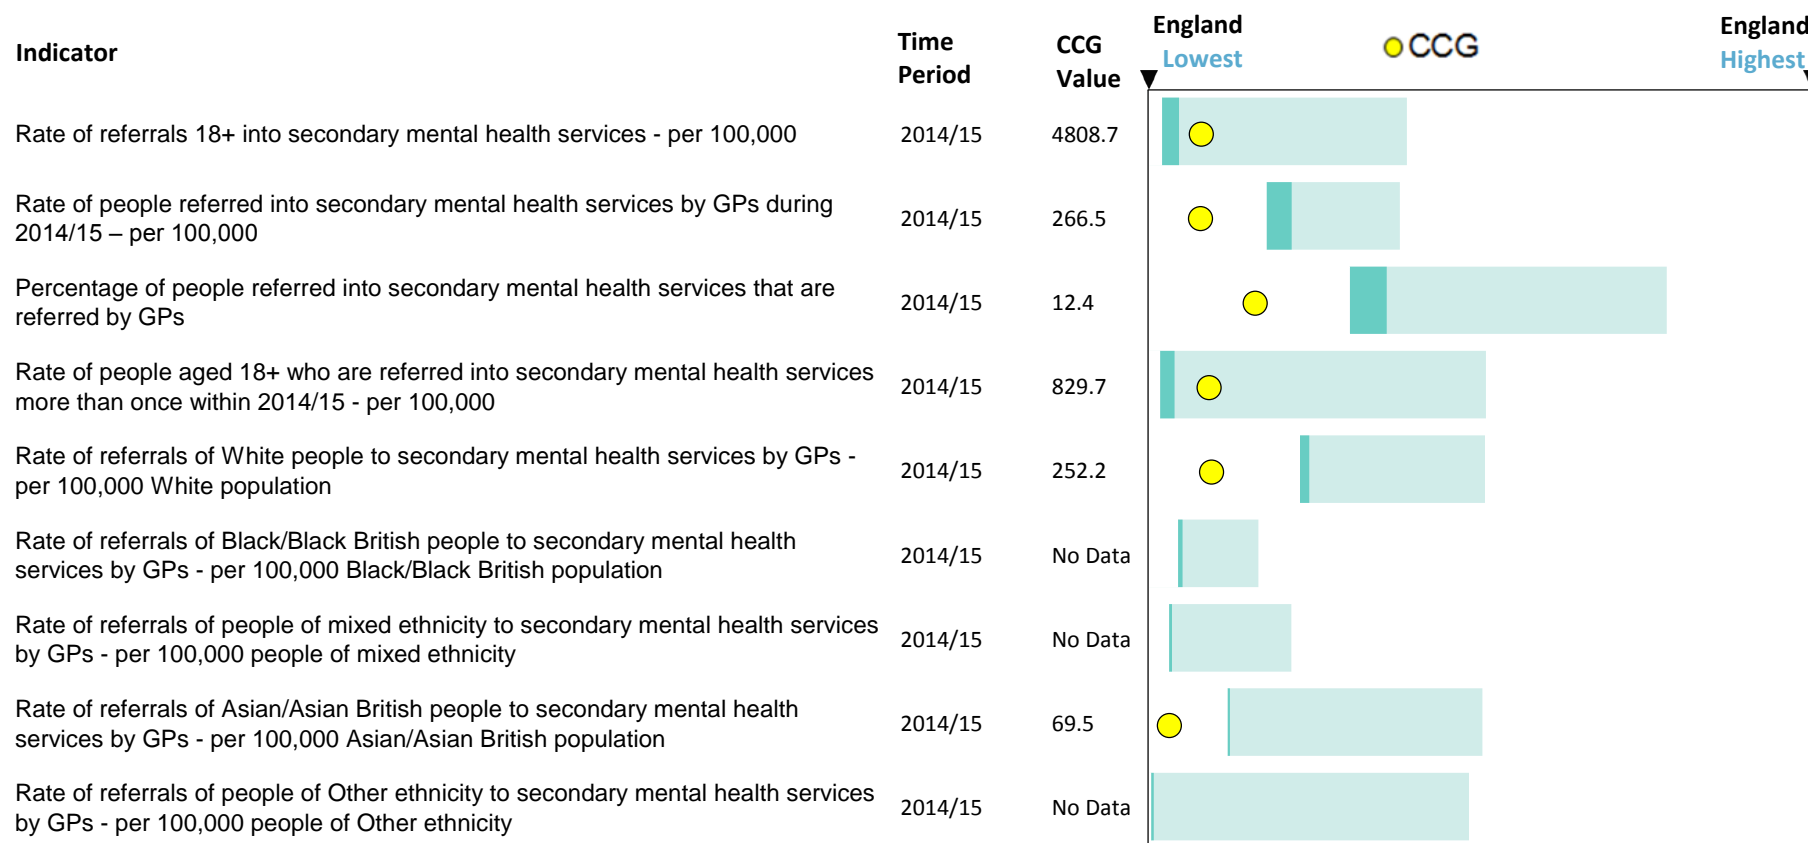 Indicator
Time
Period
CCG
Value
England
Lowest
CCG
England
Highest
Rate of referrals 18+ into secondary mental health services - per 100,000
2014/15
4808.7
Rate of people referred into secondary mental health services by GPs during
2014/15 – per 100,000
2014/15
266.5
Percentage of people referred into secondary mental health services that are
referred by GPs
2014/15
12.4
Rate of people aged 18+ who are referred into secondary mental health services
more than once within 2014/15 - per 100,000
2014/15
829.7
Rate of referrals of White people to secondary mental health services by GPs -
per 100,000 White population
2014/15
252.2
Rate of referrals of Black/Black British people to secondary mental health
services by GPs - per 100,000 Black/Black British population
2014/15
No Data
Rate of referrals of people of mixed ethnicity to secondary mental health services
by GPs - per 100,000 people of mixed ethnicity
2014/15
No Data
Rate of referrals of Asian/Asian British people to secondary mental health
services by GPs - per 100,000 Asian/Asian British population
2014/15
69.5
Rate of referrals of people of Other ethnicity to secondary mental health services
by GPs - per 100,000 people of Other ethnicity
2014/15
No Data